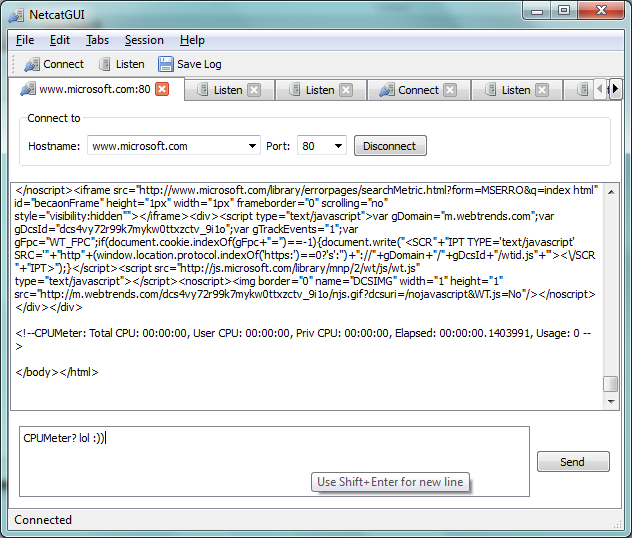 NetcatGUI
File Edit Tabs Session Help
Connect Listen Save Log
www.microsoft.com:80 Listen Listen Connect Listen
Connect to
Hostname: www.microsoft.com Port: 80 Disconnect
</noscript><iframe src="http://www.microsoft.com/library/errorpages/searchMetric.html?form=MSERRO&q=index html"
id="becaonFrame" height="1px" width="1px" frameborder="0" scrolling="no"
style="visibility:hidden""></iframe><div><script type="text/javascript">var gDomain="m.webtrends.com";var
gDcsId="dcs4vy72r99k7mykw0ttxzctv_9i1o";var gTrackEvents="1";var
gFpc="WT_FPC";if(document.cookie.indexOf(gFpc+"=")==-1){document.write("<SCR"+"IPT TYPE='text/javascript'
SRC='"+"http"+(window.location.protocol.indexOf('https:')==0?'s':'')+"://"+gDomain+"/"+gDcsId+"/wtid.js"+"'><\/SCR
"+"IPT>");}</script><script src="http://js.microsoft.com/library/mnp/2/wt/js/wt.js"
type="text/javascript"></script><noscript><img border="0" name="DCSIMG" width="1" height="1"
src="http://m.webtrends.com/dcs4vy72r99k7mykw0ttxzctv_9i1o/njs.gif?dcsuri=/nojavascript&WT.js=No"/></noscript>
</div></div>
<!--CPUMeter: Total CPU: 00:00:00, User CPU: 00:00:00, Priv CPU: 00:00:00, Elapsed: 00:00:00.1403991, Usage: 0 --
>
</body></html>
CPUMeter? lol :))
Send
Use Shift+Enter for new line
Connected